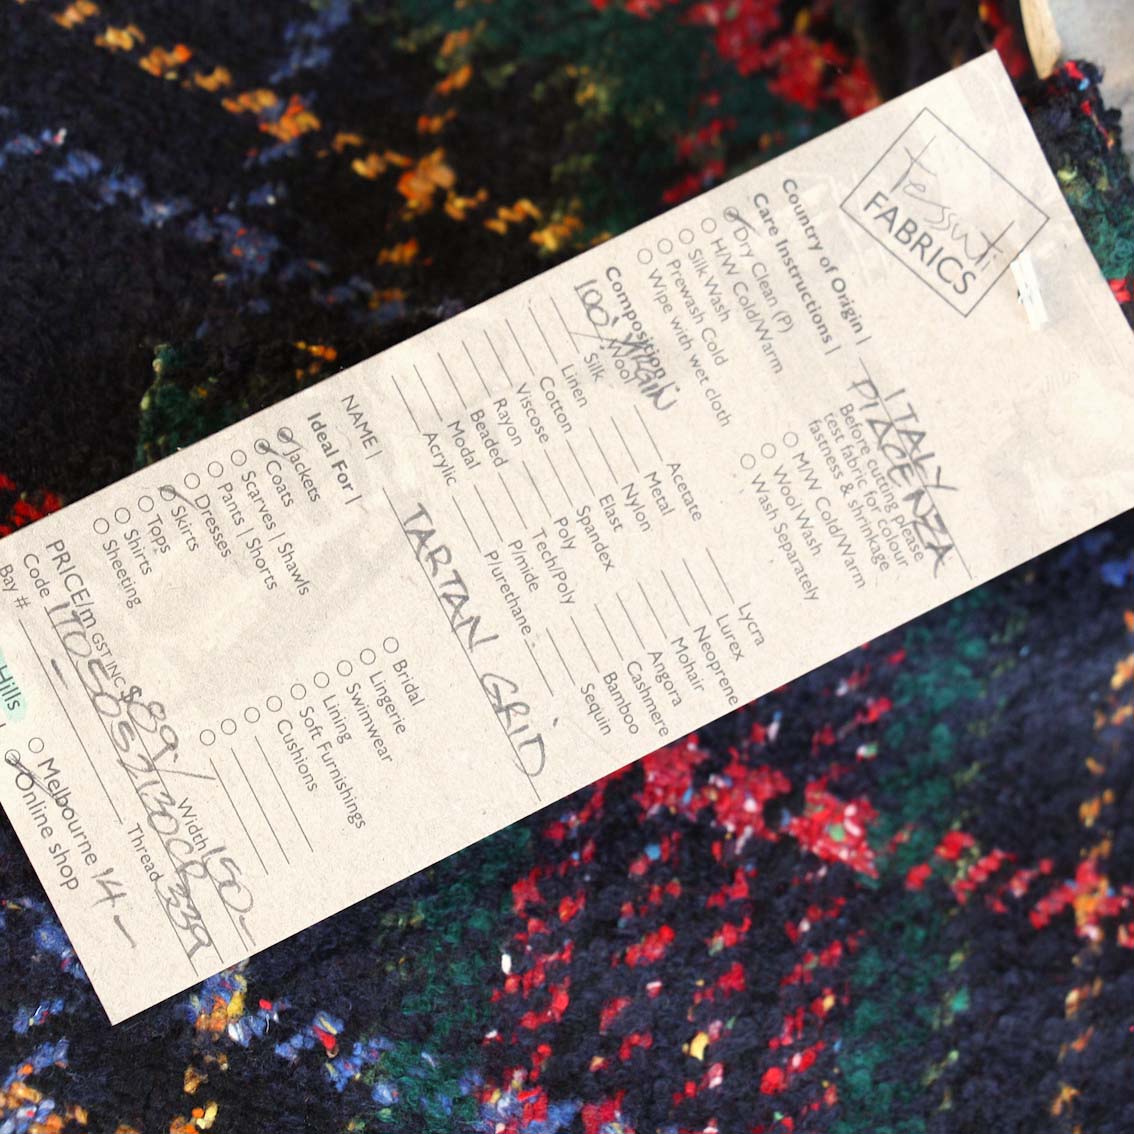 tessuti
FABRICS
Country of Origin | ITALY
PIACENZA
Care Instructions |
Before cutting please
test fabric for colour
fastness & shrinkage
Dry Clean (P)
H/W Cold/Warm
SilkWash
Prewash Cold
Wipe with wet cloth
M/W Cold/Warm
Wool Wash
Wash Separately
Composition |
VIRGIN
100% Wool
Silk
Linen
Cotton
Viscose
Rayon
Beaded
Modal
Acrylic
Acetate
Metal
Nylon
Elast
Spandex
Poly
Tech/Poly
P/mide
P/urethane
Lycra
Lurex
Neoprene
Mohair
Angora
Cashmere
Bamboo
Sequin
NAME | TARTAN GRID
Ideal For |
Jackets
Coats
Scarves | Shawls
Pants | Shorts
Dresses
Skirts
Tops
Shirts
Sheeting
Bridal
Lingerie
Swimwear
Lining
Soft Furnishings
Cushions
PRICE/m GST INC $89/ Width 150-
Code Thread 339
Bay #
Hills
Melbourne 14-
Online shop